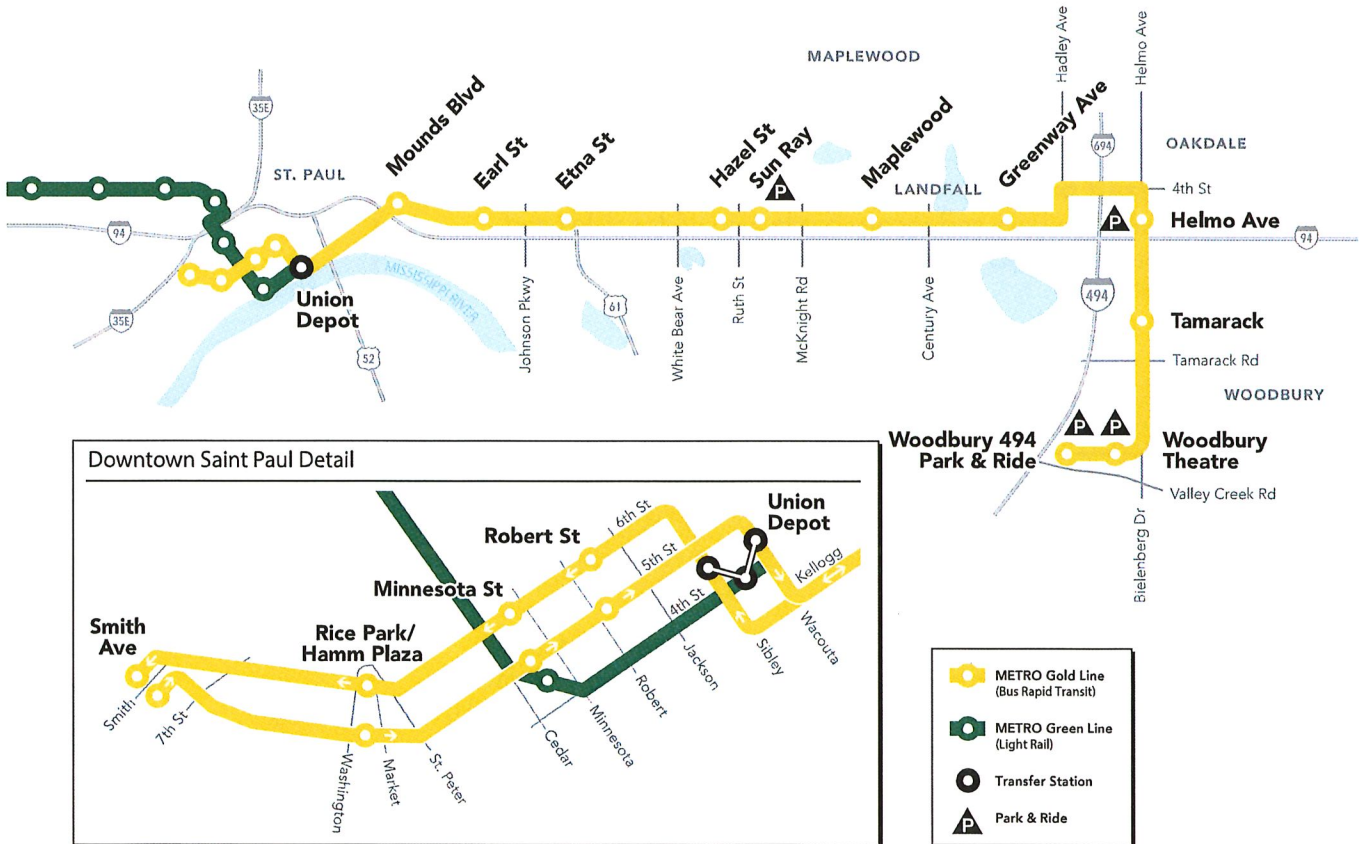 MAPLEWOOD
Hadley Ave
Helmo Ave
35E
Mounds Blvd
Earl St
Etna St
Hazel St
Sun Ray
P
Maplewood
Greenway Ave
694
OAKDALE
ST. PAUL
LANDFALL
4th St
94
P
Helmo Ave
94
MISSISSIPPI RIVER
Union
Depot
35E
52
61
Johnson Pkwy
White Bear Ave
Ruth St
McKnight Rd
Century Ave
494
Tamarack
Tamarack Rd
WOODBURY
P
P
Woodbury 494
Park & Ride
Woodbury
Theatre
Valley Creek Rd
Bielenberg Dr
Downtown Saint Paul Detail
Union
Depot
6th St
Robert St
5th St
Kellogg
Minnesota St
4th St
Smith
Ave
Rice Park/
Hamm Plaza
Wacouta
Sibley
Jackson
Robert
Minnesota
Cedar
Smith
7th St
St. Peter
Market
Washington
METRO Gold Line
(Bus Rapid Transit)
METRO Green Line
(Light Rail)
Transfer Station
P
Park & Ride